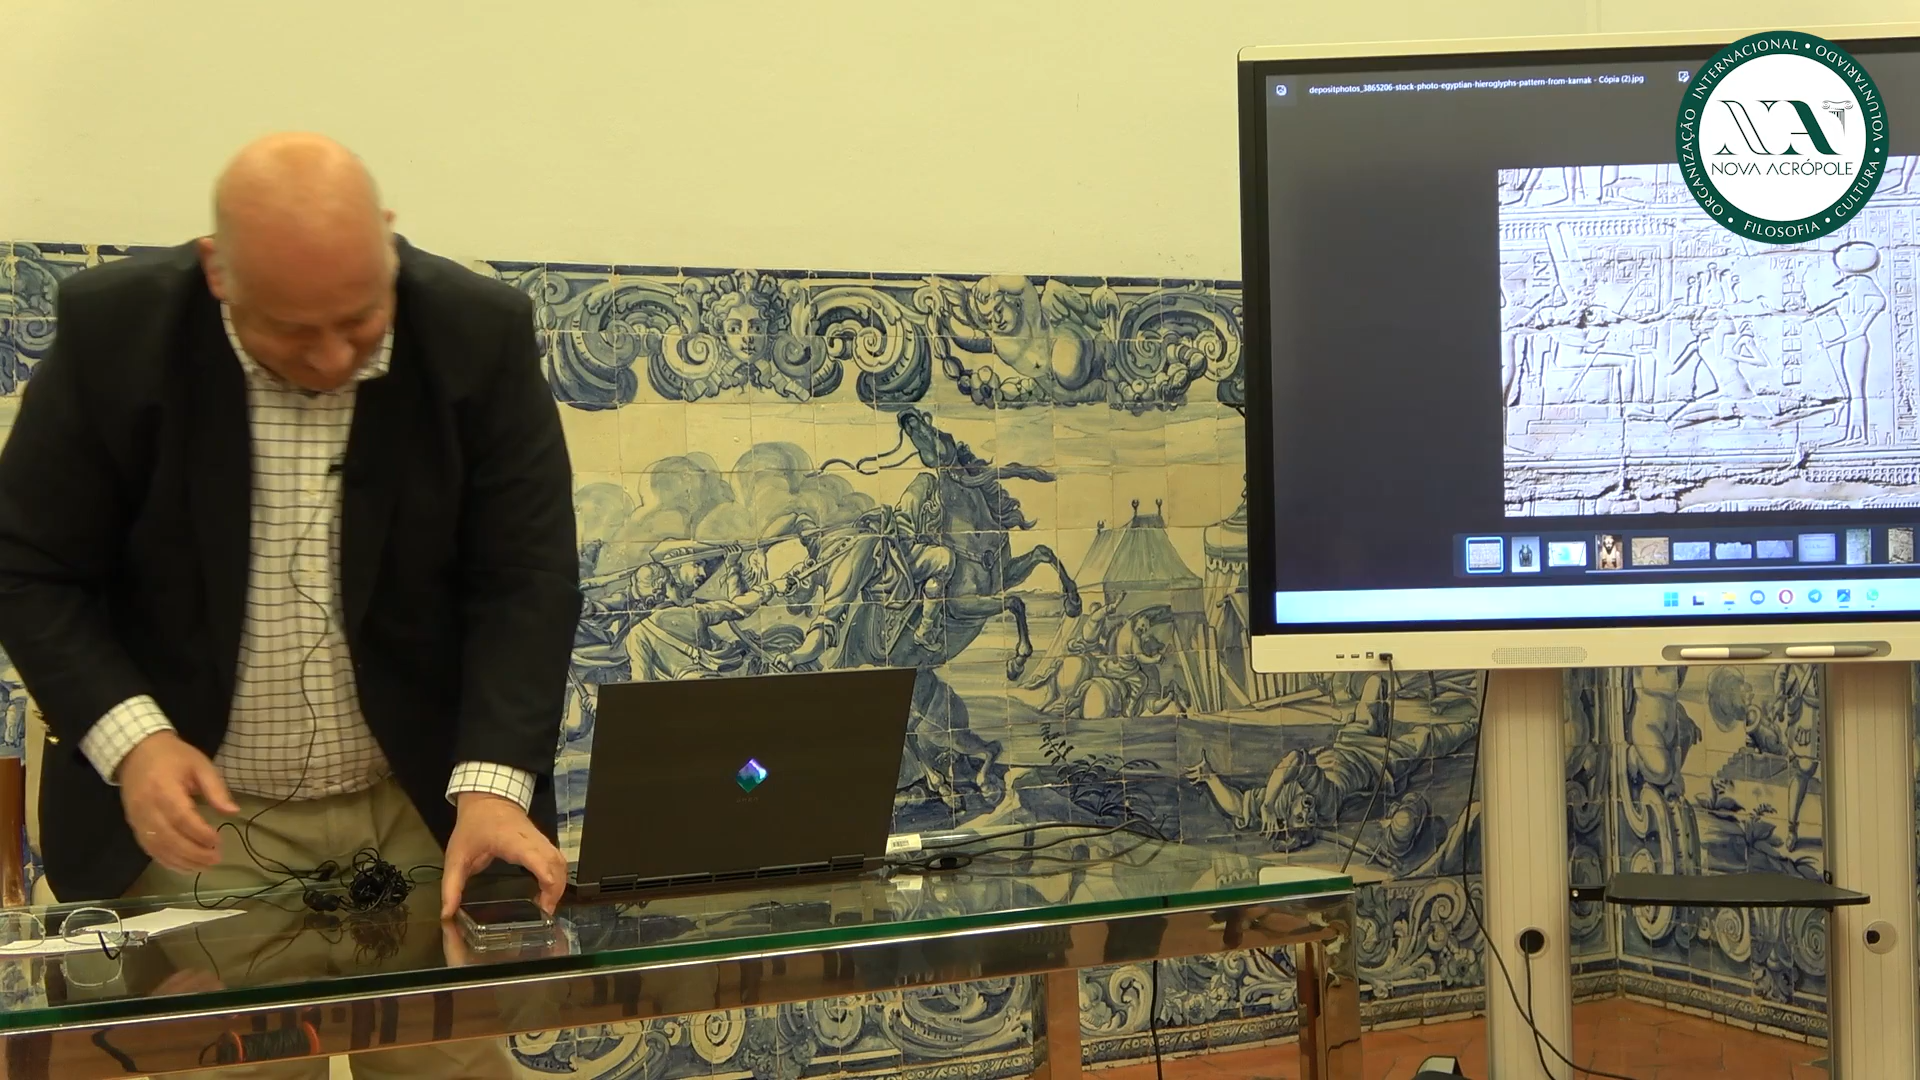 depositphotos_3865206-stock-photo-egyptian-hieroglyphs-pattern-from-karnak - Cópia (2).jpg
ORGANIZAÇÃO INTERNACIONAL • VOLUNTARIADO • CULTURA • FILOSOFIA •
NA
NOVA ACRÓPOLE